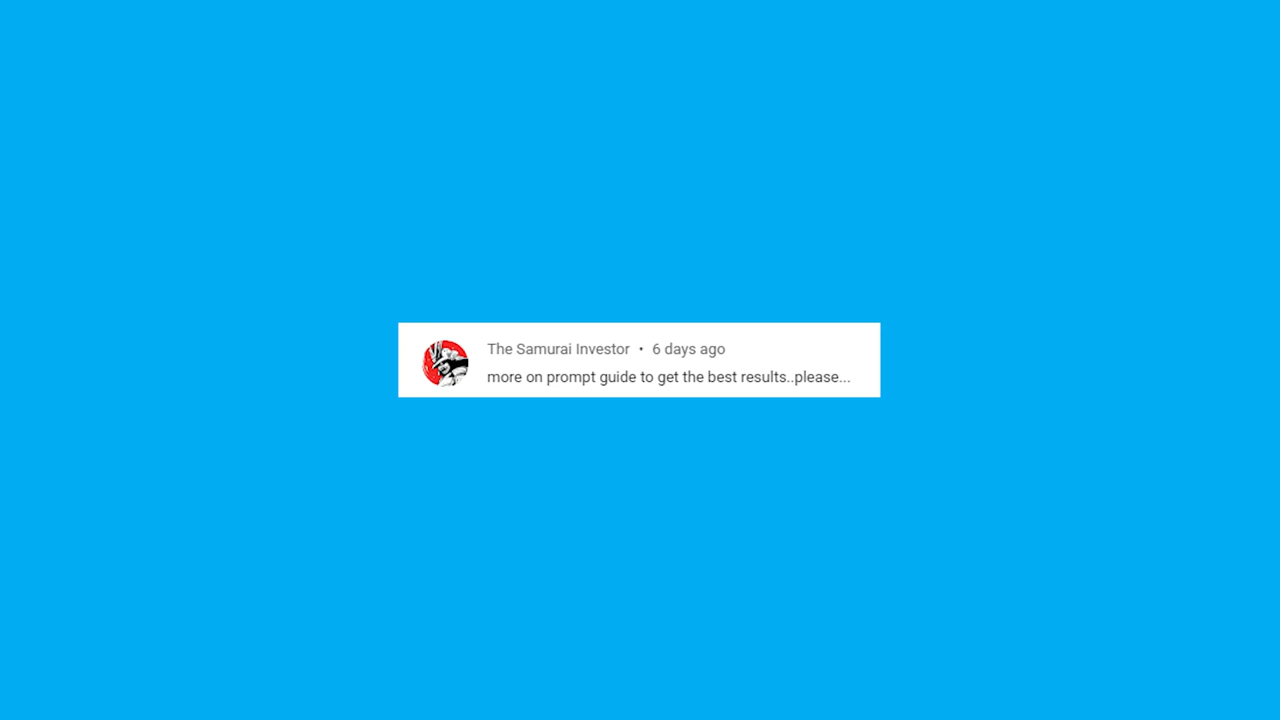 The Samurai Investor • 6 days ago
more on prompt guide to get the best results..please...